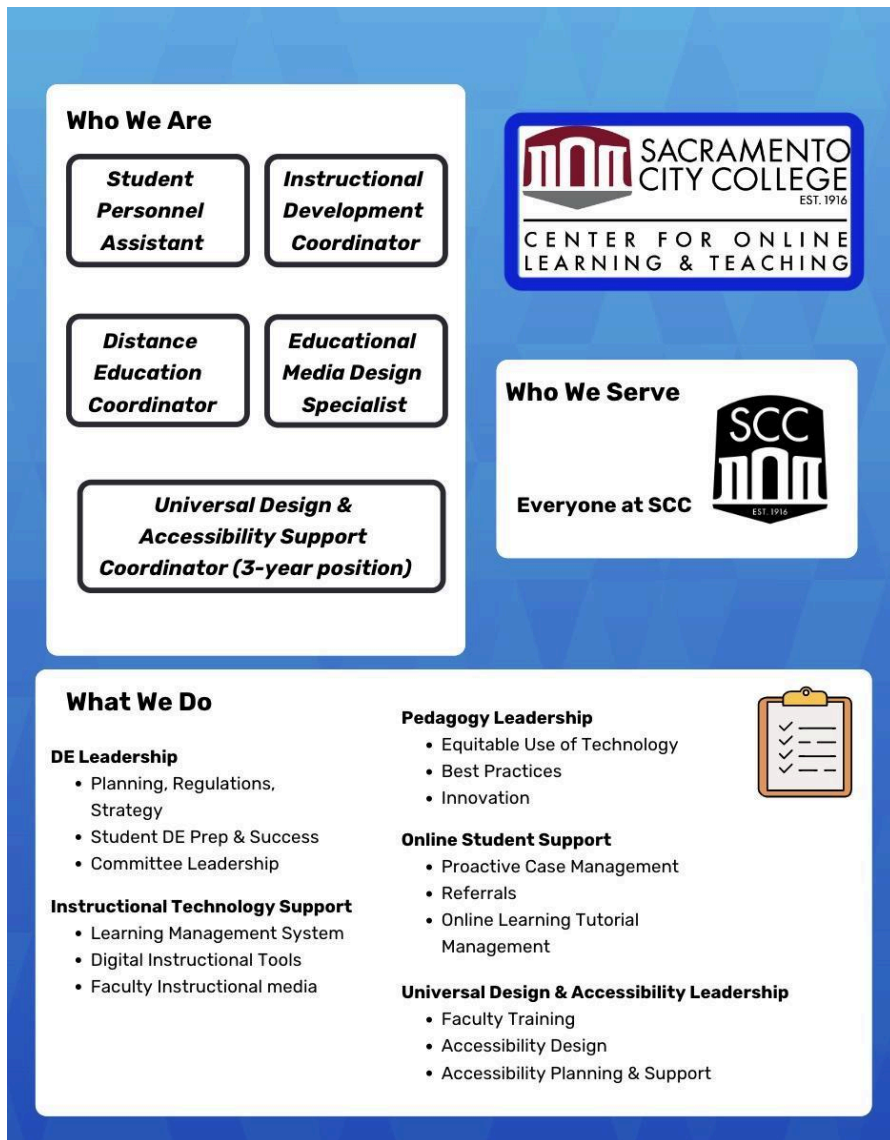 Who We Are
Student
Personnel
Assistant
Instructional
Development
Coordinator
Distance
Education
Coordinator
Educational
Media Design
Specialist
Universal Design &
Accessibility Support
Coordinator (3-year position)
SACRAMENTO
CITY COLLEGE
EST. 1916
CENTER FOR ONLINE
LEARNING & TEACHING
Who We Serve
Everyone at SCC
SCC
EST. 1916
What We Do
DE Leadership
• Planning, Regulations,
Strategy
• Student DE Prep & Success
• Committee Leadership
Instructional Technology Support
• Learning Management System
• Digital Instructional Tools
• Faculty Instructional media
Pedagogy Leadership
• Equitable Use of Technology
• Best Practices
• Innovation
Online Student Support
• Proactive Case Management
• Referrals
• Online Learning Tutorial
Management
Universal Design & Accessibility Leadership
• Faculty Training
• Accessibility Design
• Accessibility Planning & Support